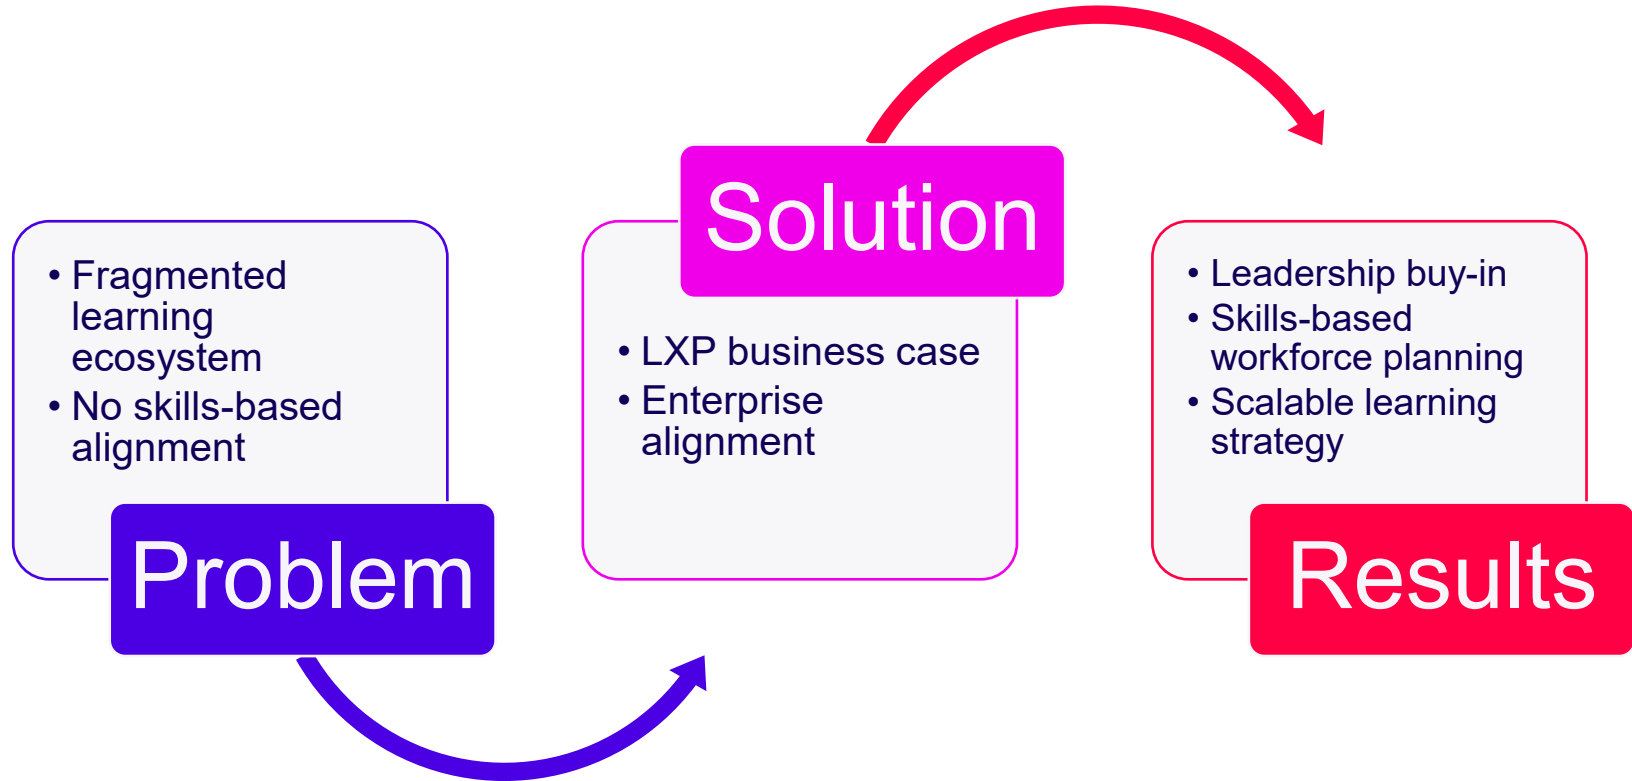 • Fragmented
learning
ecosystem
• No skills-based
alignment
Problem
Solution
• LXP business case
• Enterprise
alignment
• Leadership buy-in
• Skills-based
workforce planning
• Scalable learning
strategy
Results